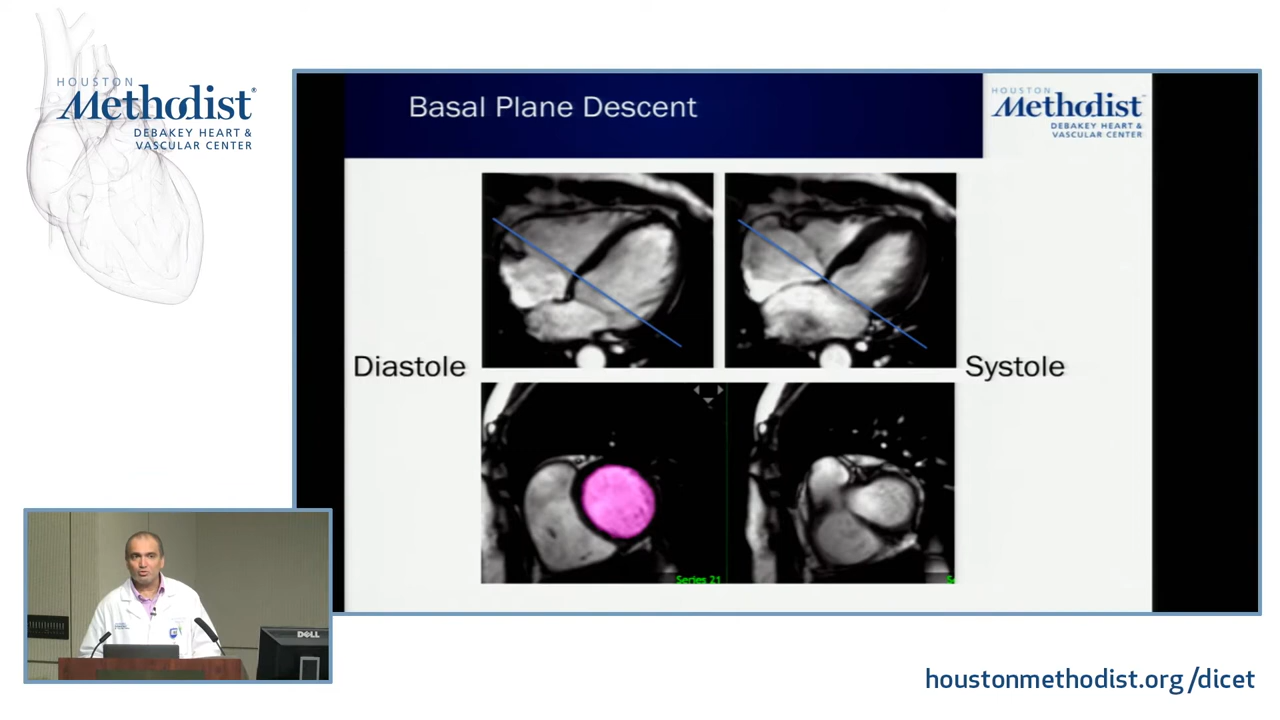 HOUSTON
Methodist
DEBAKEY HEART &
VASCULAR CENTER
Basal Plane Descent
HOUSTON
Methodist
DEBAKEY HEART &
VASCULAR CENTER
Diastole
Systole
Series 21
DELL
houstonmethodist.org/dicet